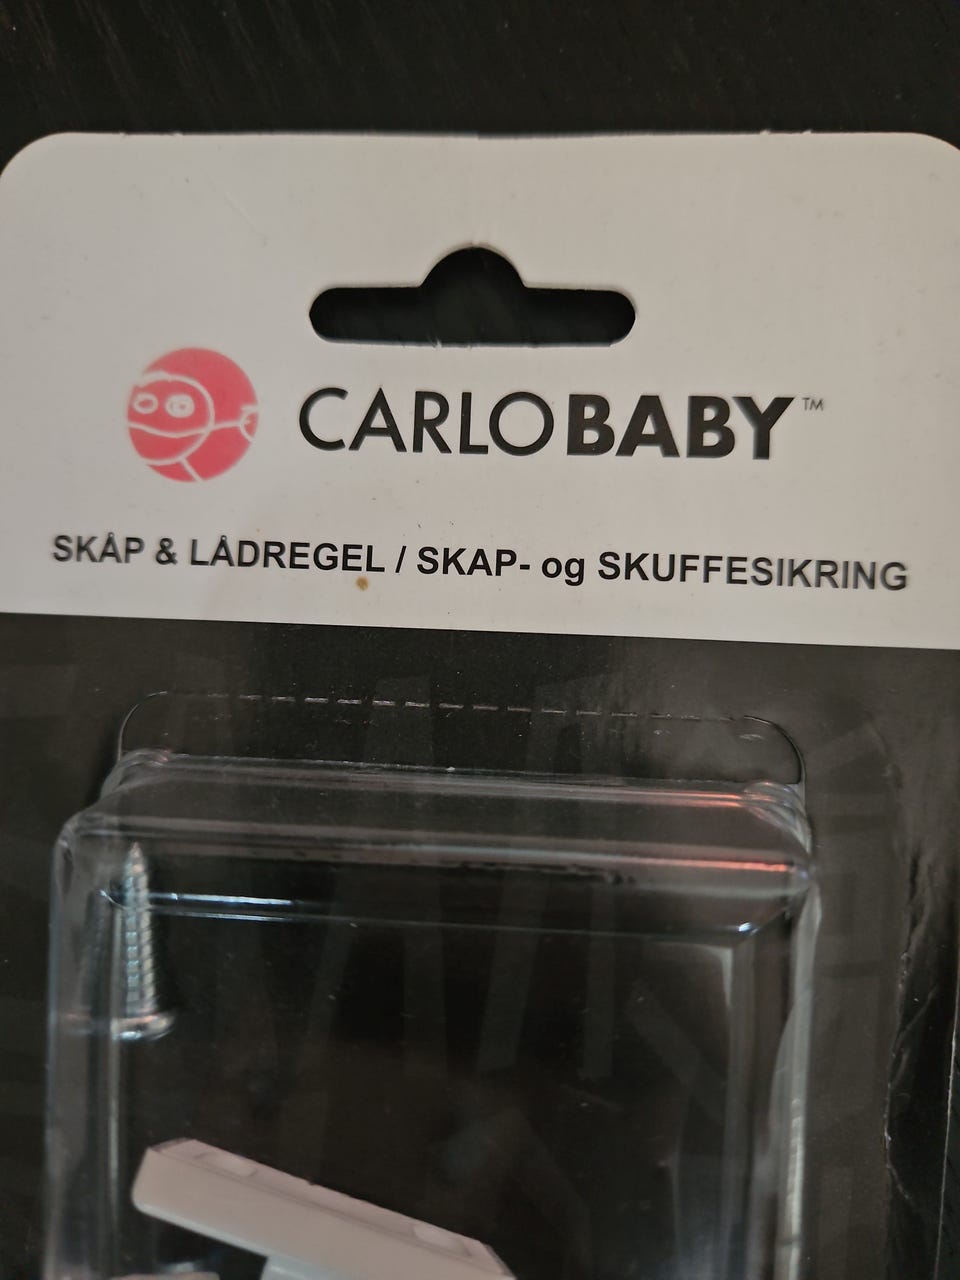 CARLOBABY™
SKÅP & LÅDREGEL / SKAP- og SKUFFESIKRING